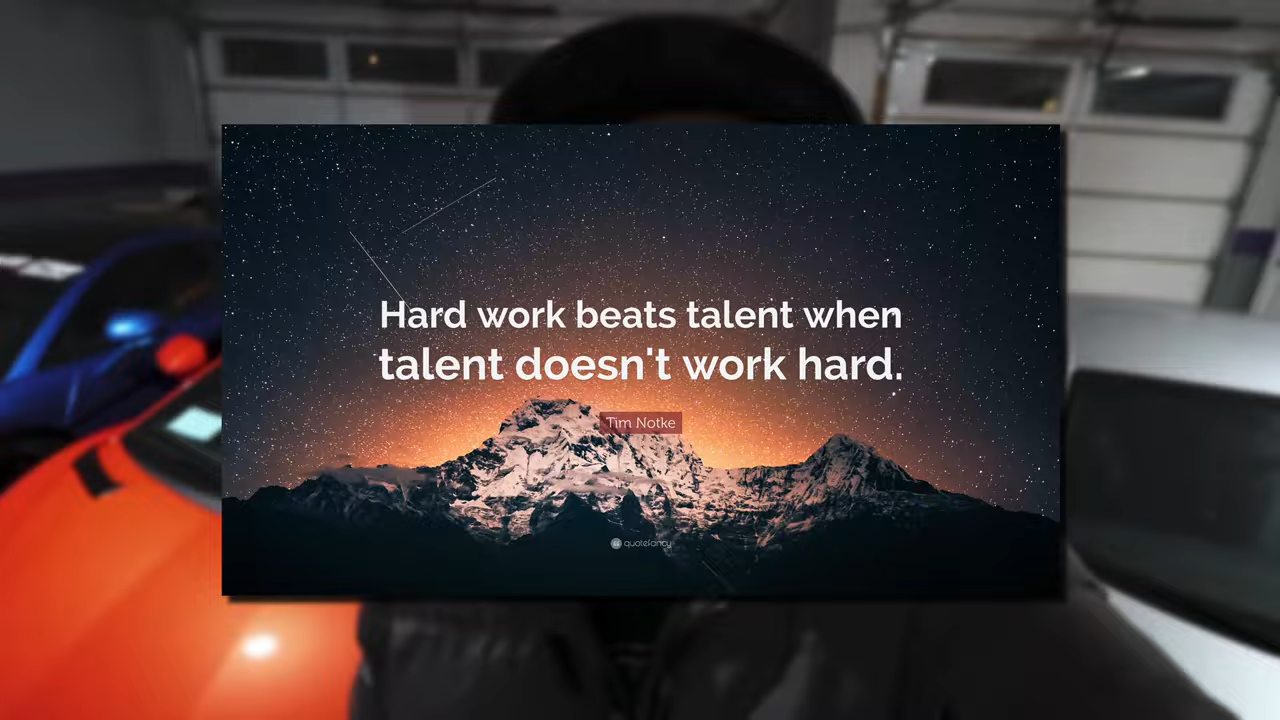 Hard work beats talent when
talent doesn't work hard.
Tim Notke
quotefancy